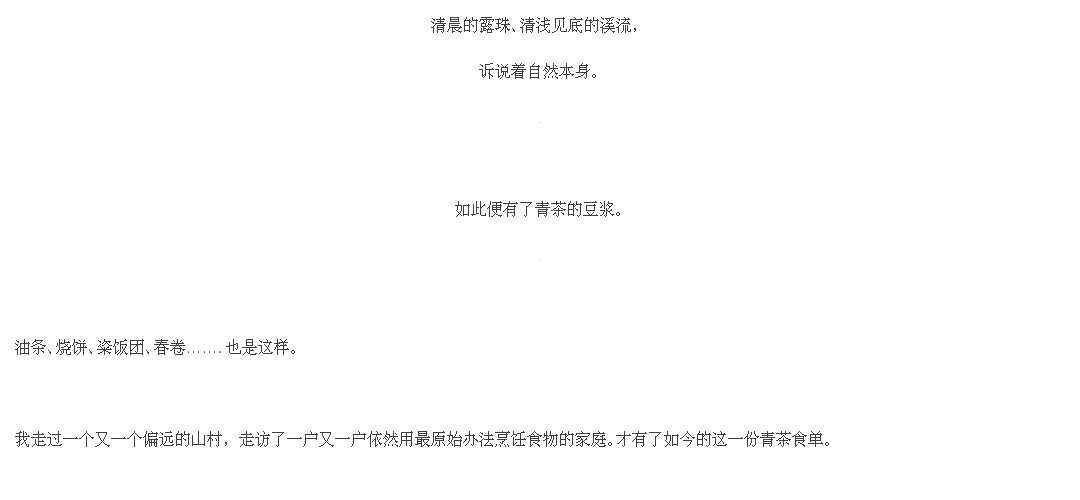 清晨的露珠、清浅见底的溪流，
诉说着自然本身。
如此便有了青茶的豆浆。
油条、烧饼、粢饭团、春卷....... 也是这样。
我走过一个又一个偏远的山村，走访了一户又一户依然用最原始办法烹饪食物的家庭。才有了如今的这一份青茶食单。